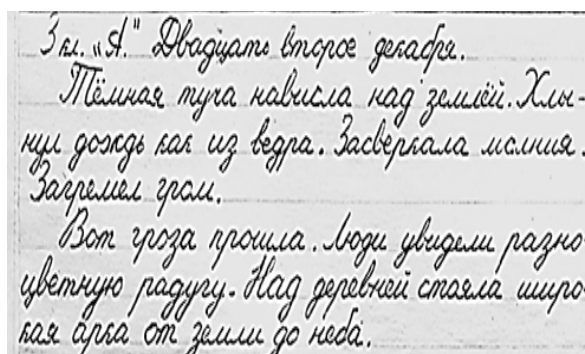 3 кл. „А." Двадцать второе декабря.
Тёмная туча нависла над землёй. Хлы-
нул дождь как из ведра. Засверкала молния.
Загремел гром.
Вот гроза прошла. Люди увидели разно-
цветную радугу. Над деревней стояла широ-
кая арка от земли до неба.